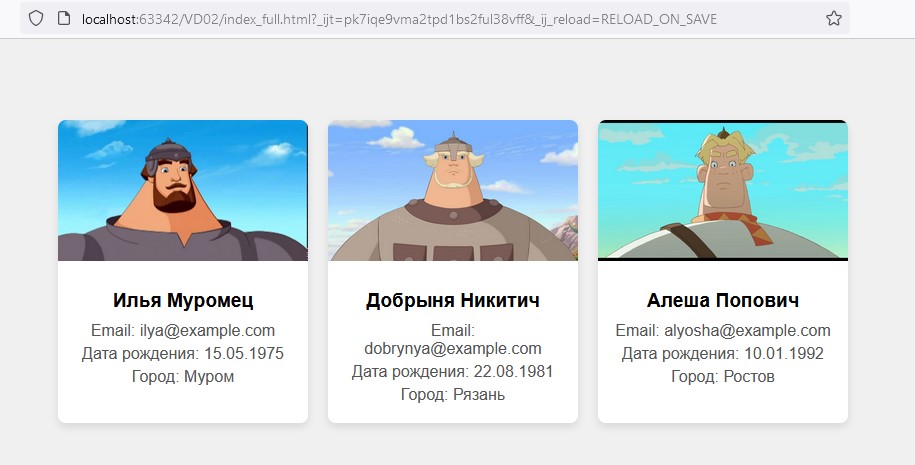 localhost:63342/VD02/index_full.html?_ijt=pk7iqe9vma2tpd1bs2ful38vff&_ij_reload=RELOAD_ON_SAVE
Илья Муромец
Email: ilya@example.com
Дата рождения: 15.05.1975
Город: Муром
Добрыня Никитич
Email:
dobrynya@example.com
Дата рождения: 22.08.1981
Город: Рязань
Алеша Попович
Email: alyosha@example.com
Дата рождения: 10.01.1992
Город: Ростов